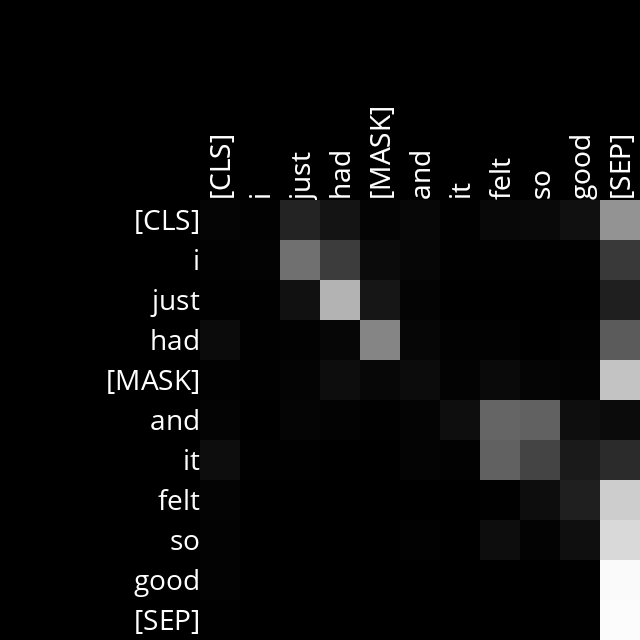 [CLS] i just had [MASK] and it felt so good [SEP]
[CLS]
i
just
had
[MASK]
and
it
felt
so
good
[SEP]